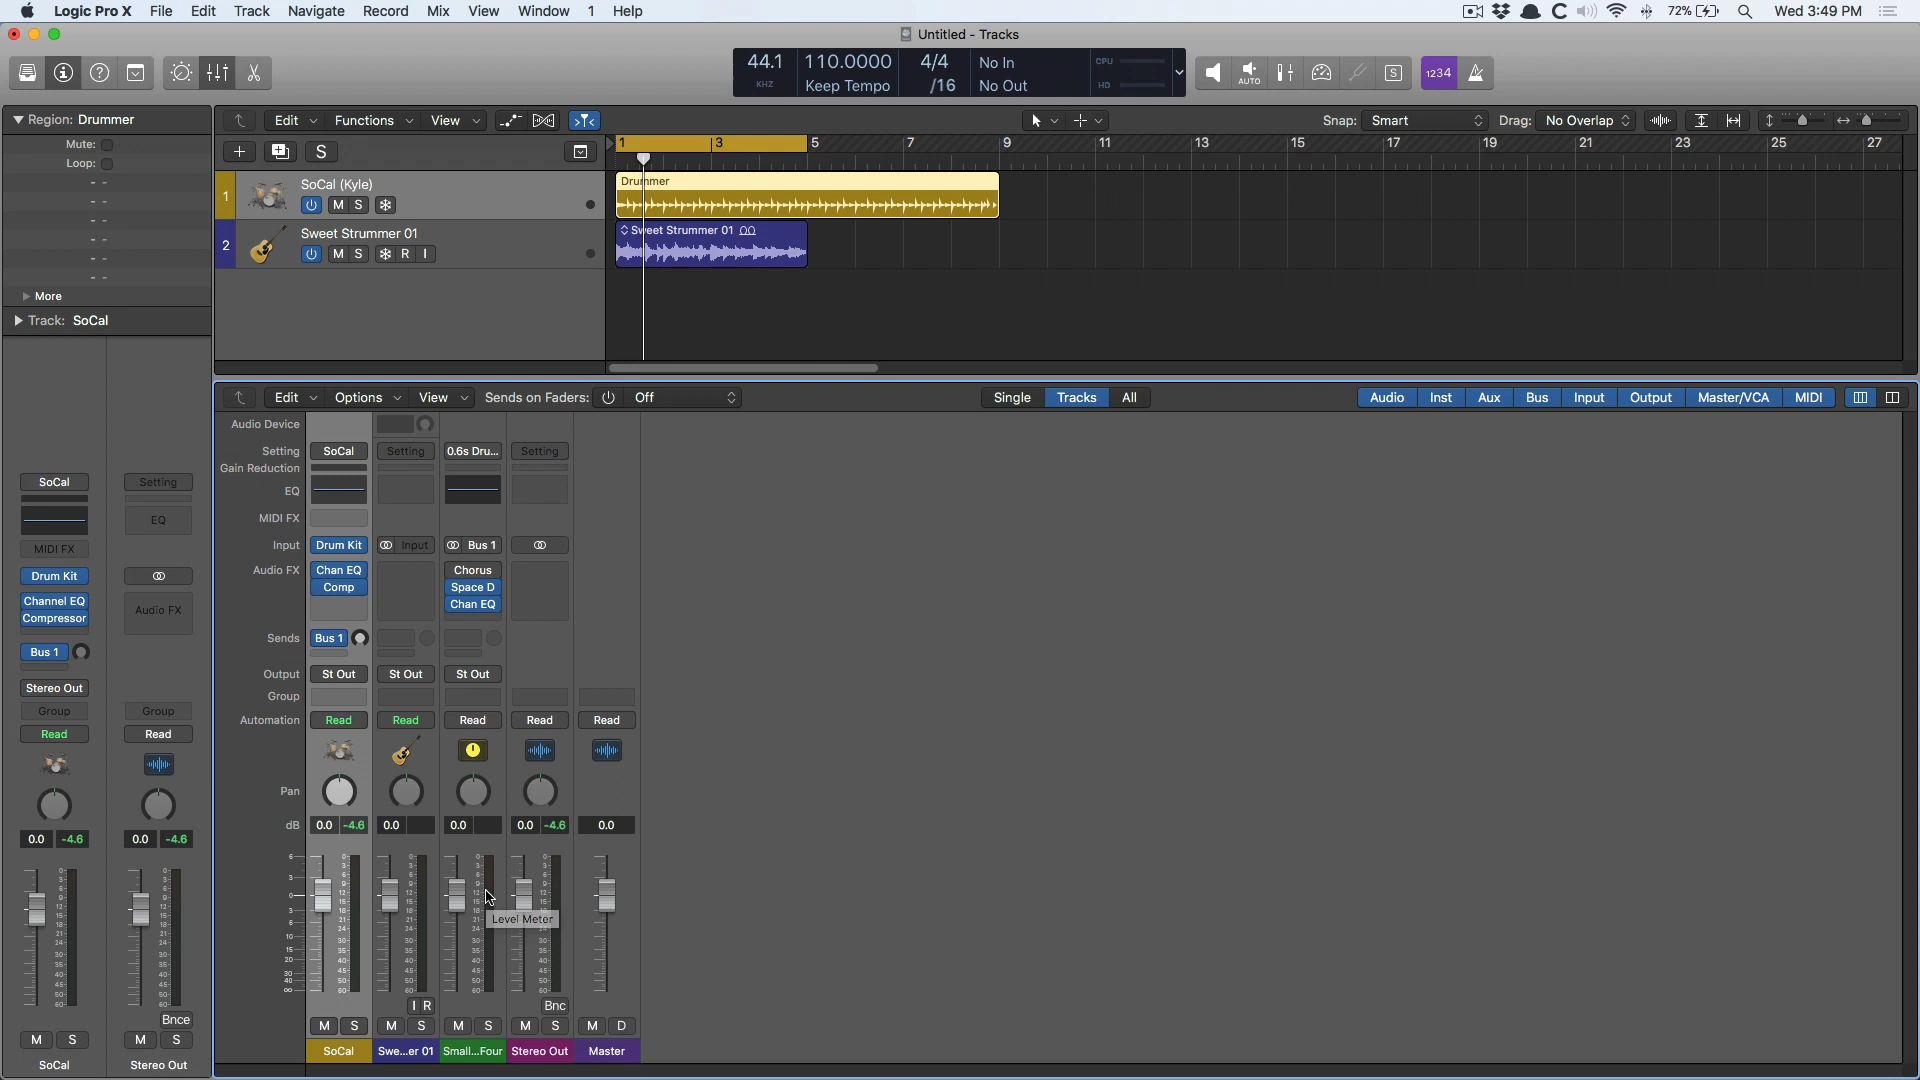 Logic Pro X File Edit Track Navigate Record Mix View Window 1 Help 72% Wed 3:49 PM
Untitled - Tracks
44.1 110.0000 4/4 No In CPU
KHZ Keep Tempo /16 No Out HD
AUTO S 1234
Region: Drummer
Edit Functions View Snap: Smart Drag: No Overlap
Mute:
Loop:
- -
- -
- -
- -
- -
- -
More
Track: SoCal
S 1 3 5 7 9 11 13 15 17 19 21 23 25 27
1 SoCal (Kyle) Drummer
M S
2 Sweet Strummer 01 Sweet Strummer 01
M S R I
Edit Options View Sends on Faders: Off Single Tracks All Audio Inst Aux Bus Input Output Master/VCA MIDI
Audio Device
Setting SoCal Setting 0.6s Dru... Setting
Gain Reduction
EQ
MIDI FX
Input Drum Kit Input Bus 1
Audio FX Chan EQ Chorus
Comp Space D
Chan EQ
Sends Bus 1
Output St Out St Out St Out
Group
Automation Read Read Read Read Read
Pan
dB 0.0 -4.6 0.0 0.0 0.0 -4.6 0.0
Level Meter
I R Bnc
M S M S M S M S M D
SoCal Swe...er 01 Small...Four Stereo Out Master
SoCal Setting
EQ
MIDI FX
Drum Kit
Channel EQ Audio FX
Compressor
Bus 1
Stereo Out
Group Group
Read Read
0.0 -4.6 0.0 -4.6
Bnce
M S M S
SoCal Stereo Out